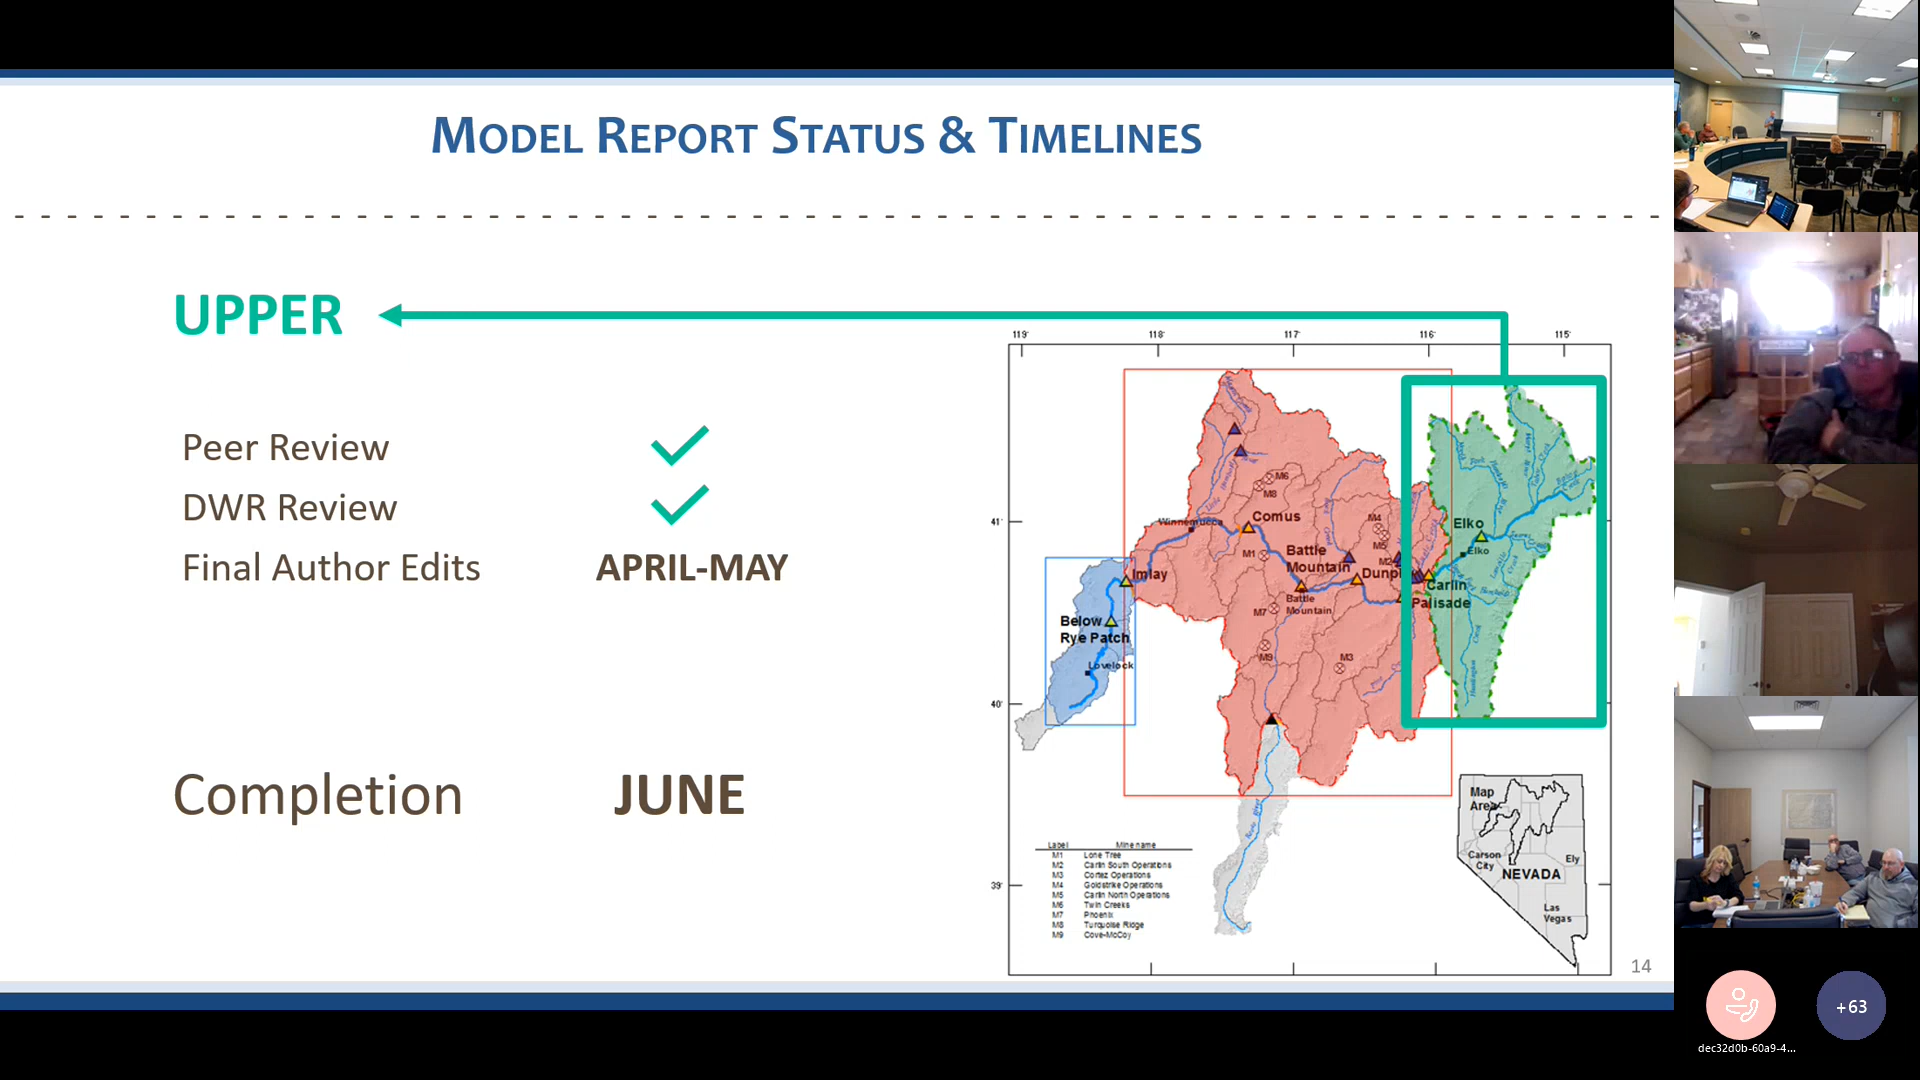 MODEL REPORT STATUS & TIMELINES
UPPER
Peer Review
DWR Review
Final Author Edits APRIL-MAY
Completion JUNE
119°
118°
117°
116°
115°
41°
40°
39°
M6
M8
Comus
Winnemucca
M4
M5
Elko
Elko
M1
Battle
Mountain
M2
Imlay
Carlin
Palisade
Battle
Mountain
M7
Below
Rye Patch
Lovelock
M9
M3
Label Mine name
M1 Lone Tree
M2 Carlin South Operations
M3 Cortez Operations
M4 Goldstrike Operations
M5 Carlin North Operations
M6 Twin Creeks
M7 Phoenix
M8 Turquoise Ridge
M9 Cove-McCoy
Map
Area
Carson
City
Ely
NEVADA
Las
Vegas
14
+63
dec32d0b-60a9-4...